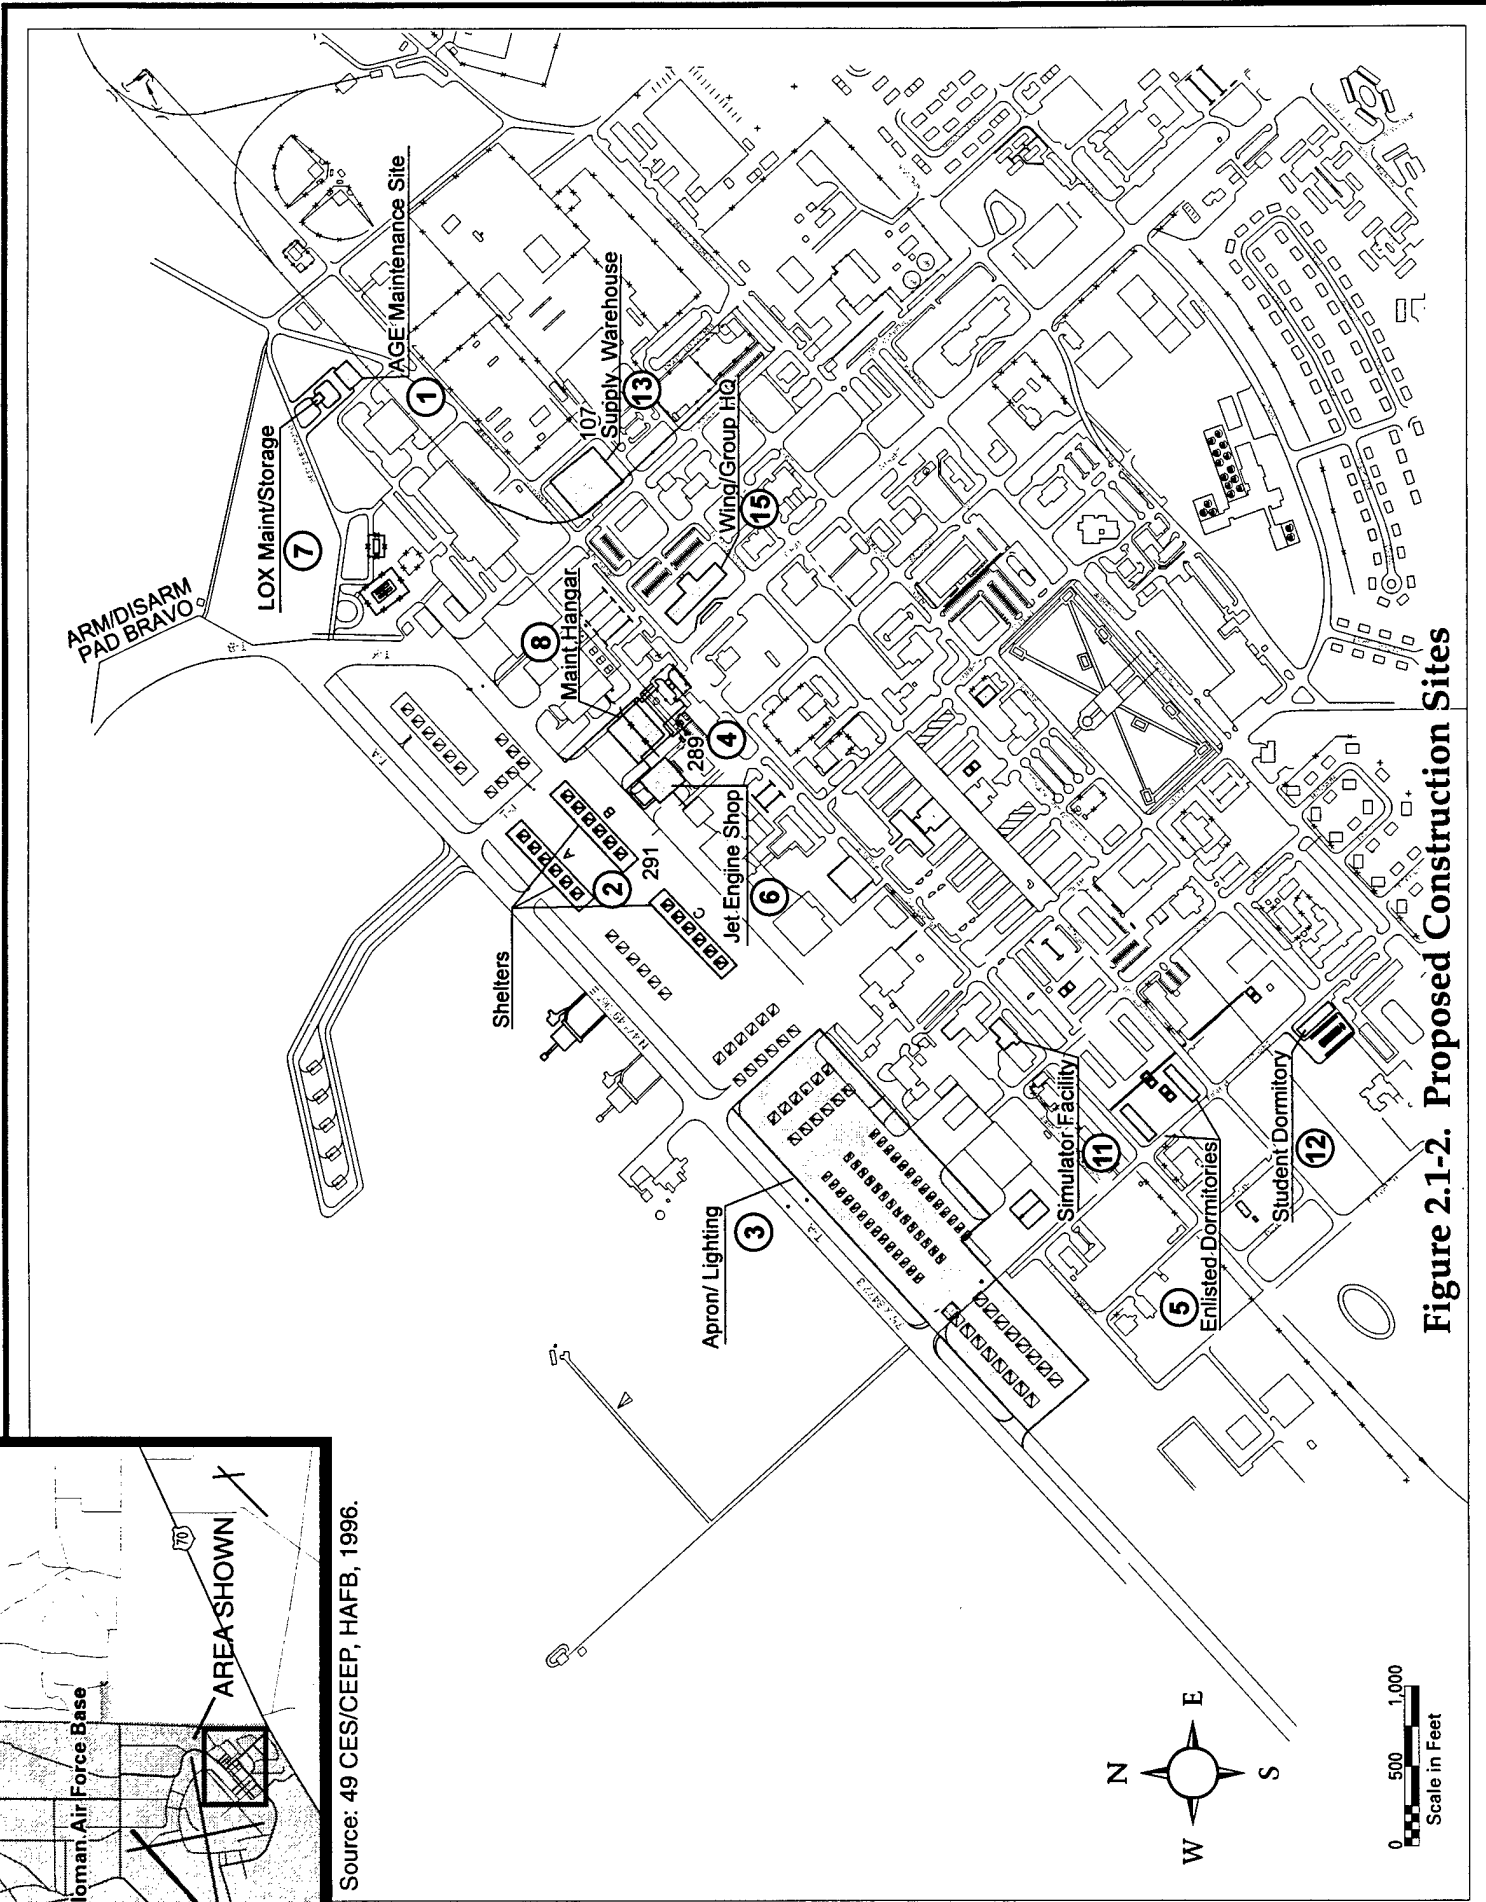 loman Air Force Base
AREA SHOWN
70
Source: 49 CES/CEEP, HAFB, 1996.
ARM/DISARM
PAD BRAVO
LOX Maint/Storage
7
AGE Maintenance Site
1
107
Supply Warehouse
13
Wing/Group HQ
15
8
Maint Hangar
289
4
Shelters
A
B
C
2
291
Jet Engine Shop
6
Apron/ Lighting
3
Simulator Facility
11
Enlisted Dormitories
5
Student Dormitory
12
N
W
E
S
0
500
1,000
Scale in Feet
Figure 2.1-2. Proposed Construction Sites